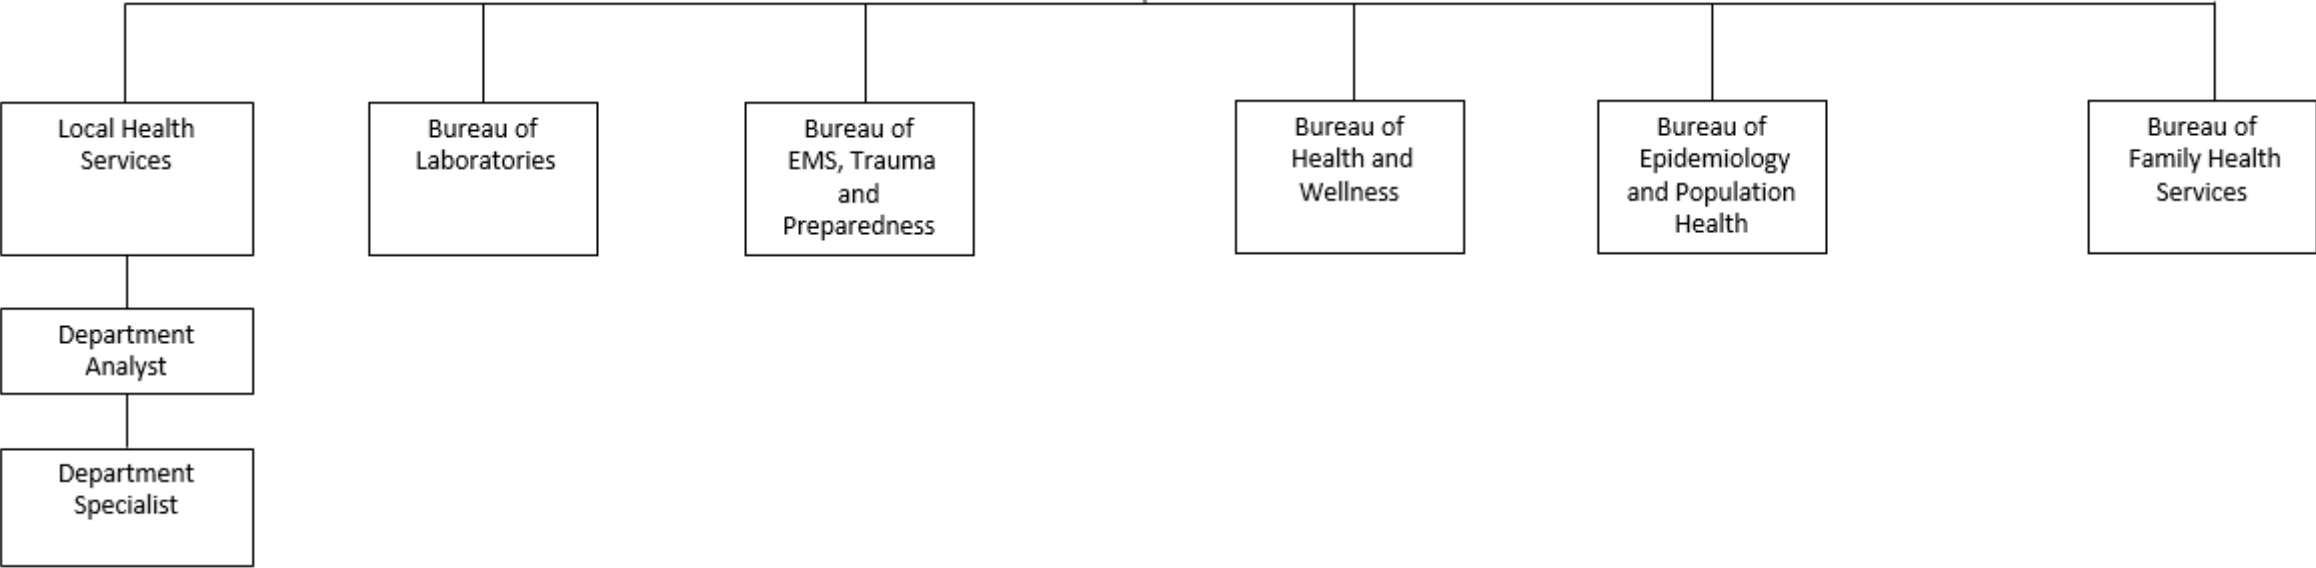 Local Health
Services
Bureau of
Laboratories
Bureau of
EMS, Trauma
and
Preparedness
Bureau of
Health and
Wellness
Bureau of
Epidemiology
and Population
Health
Bureau of
Family Health
Services
Department
Analyst
Department
Specialist